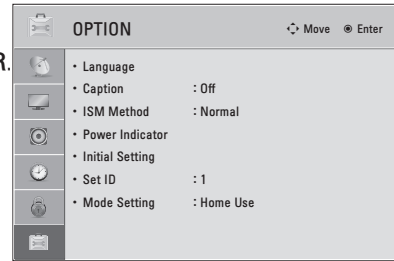 OPTION Move Enter
R.
• Language
• Caption : Off
• ISM Method : Normal
• Power Indicator
• Initial Setting
• Set ID : 1
• Mode Setting : Home Use